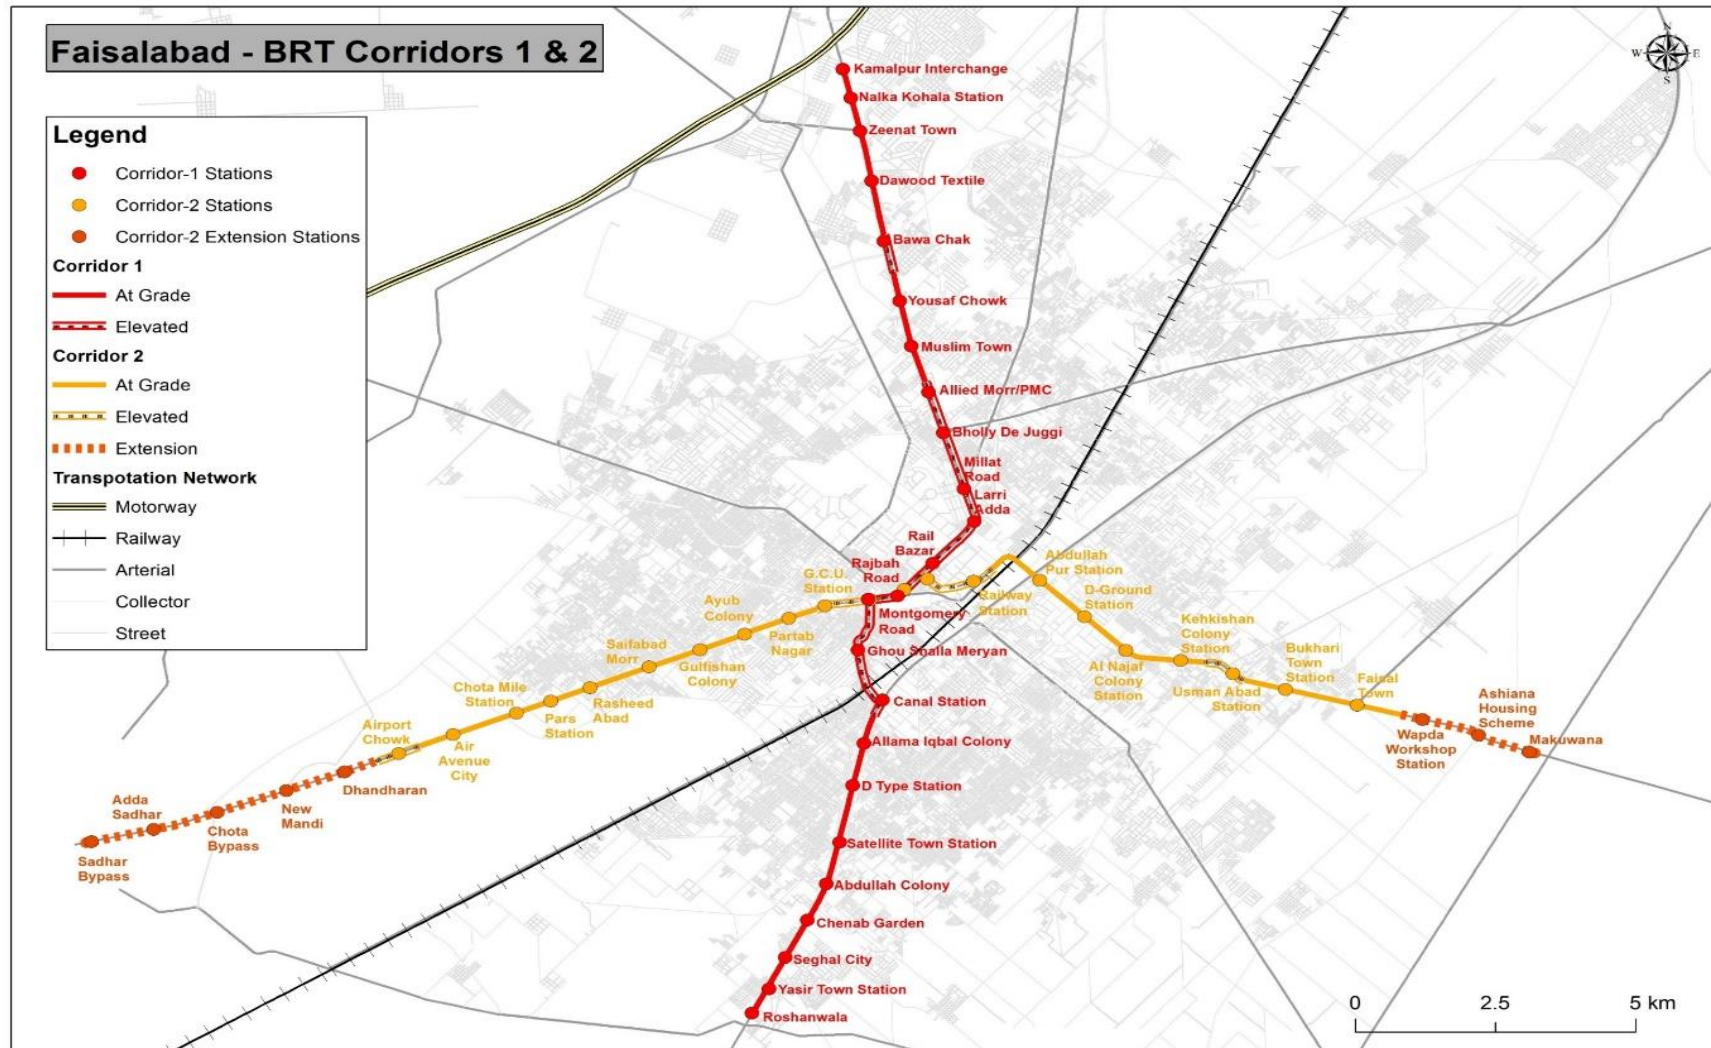 Faisalabad - BRT Corridors 1 & 2
N
W
E
S
Legend
Corridor-1 Stations
Corridor-2 Stations
Corridor-2 Extension Stations
Corridor 1
At Grade
Elevated
Corridor 2
At Grade
Elevated
Extension
Transpotation Network
Motorway
Railway
Arterial
Collector
Street
Kamalpur Interchange
Nalka Kohala Station
Zeenat Town
Dawood Textile
Bawa Chak
Yousaf Chowk
Muslim Town
Allied Morr/PMC
Bholly De Juggi
Millat
Road
Larri
Adda
Rail
Bazar
Rajbah
Road
Montgomery
Road
Ghou Shalla Meryan
Canal Station
Allama Iqbal Colony
D Type Station
Satellite Town Station
Abdullah Colony
Chenab Garden
Seghal City
Yasir Town Station
Roshanwala
Sadhar
Bypass
Adda
Sadhar
Chota
Bypass
New
Mandi
Dhandharan
Airport
Chowk
Air
Avenue
City
Chota Mile
Station
Pars
Station
Rasheed
Abad
Saifabad
Morr
Gulfishan
Colony
Ayub
Colony
Partab
Nagar
G.C.U.
Station
Railway
Station
Abdullah
Pur Station
D-Ground
Station
Al Najaf
Colony
Station
Kehkishan
Colony
Station
Usman Abad
Station
Bukhari
Town
Station
Faisal
Town
Wapda
Workshop
Station
Ashiana
Housing
Scheme
Makuwana
0 2.5 5 km